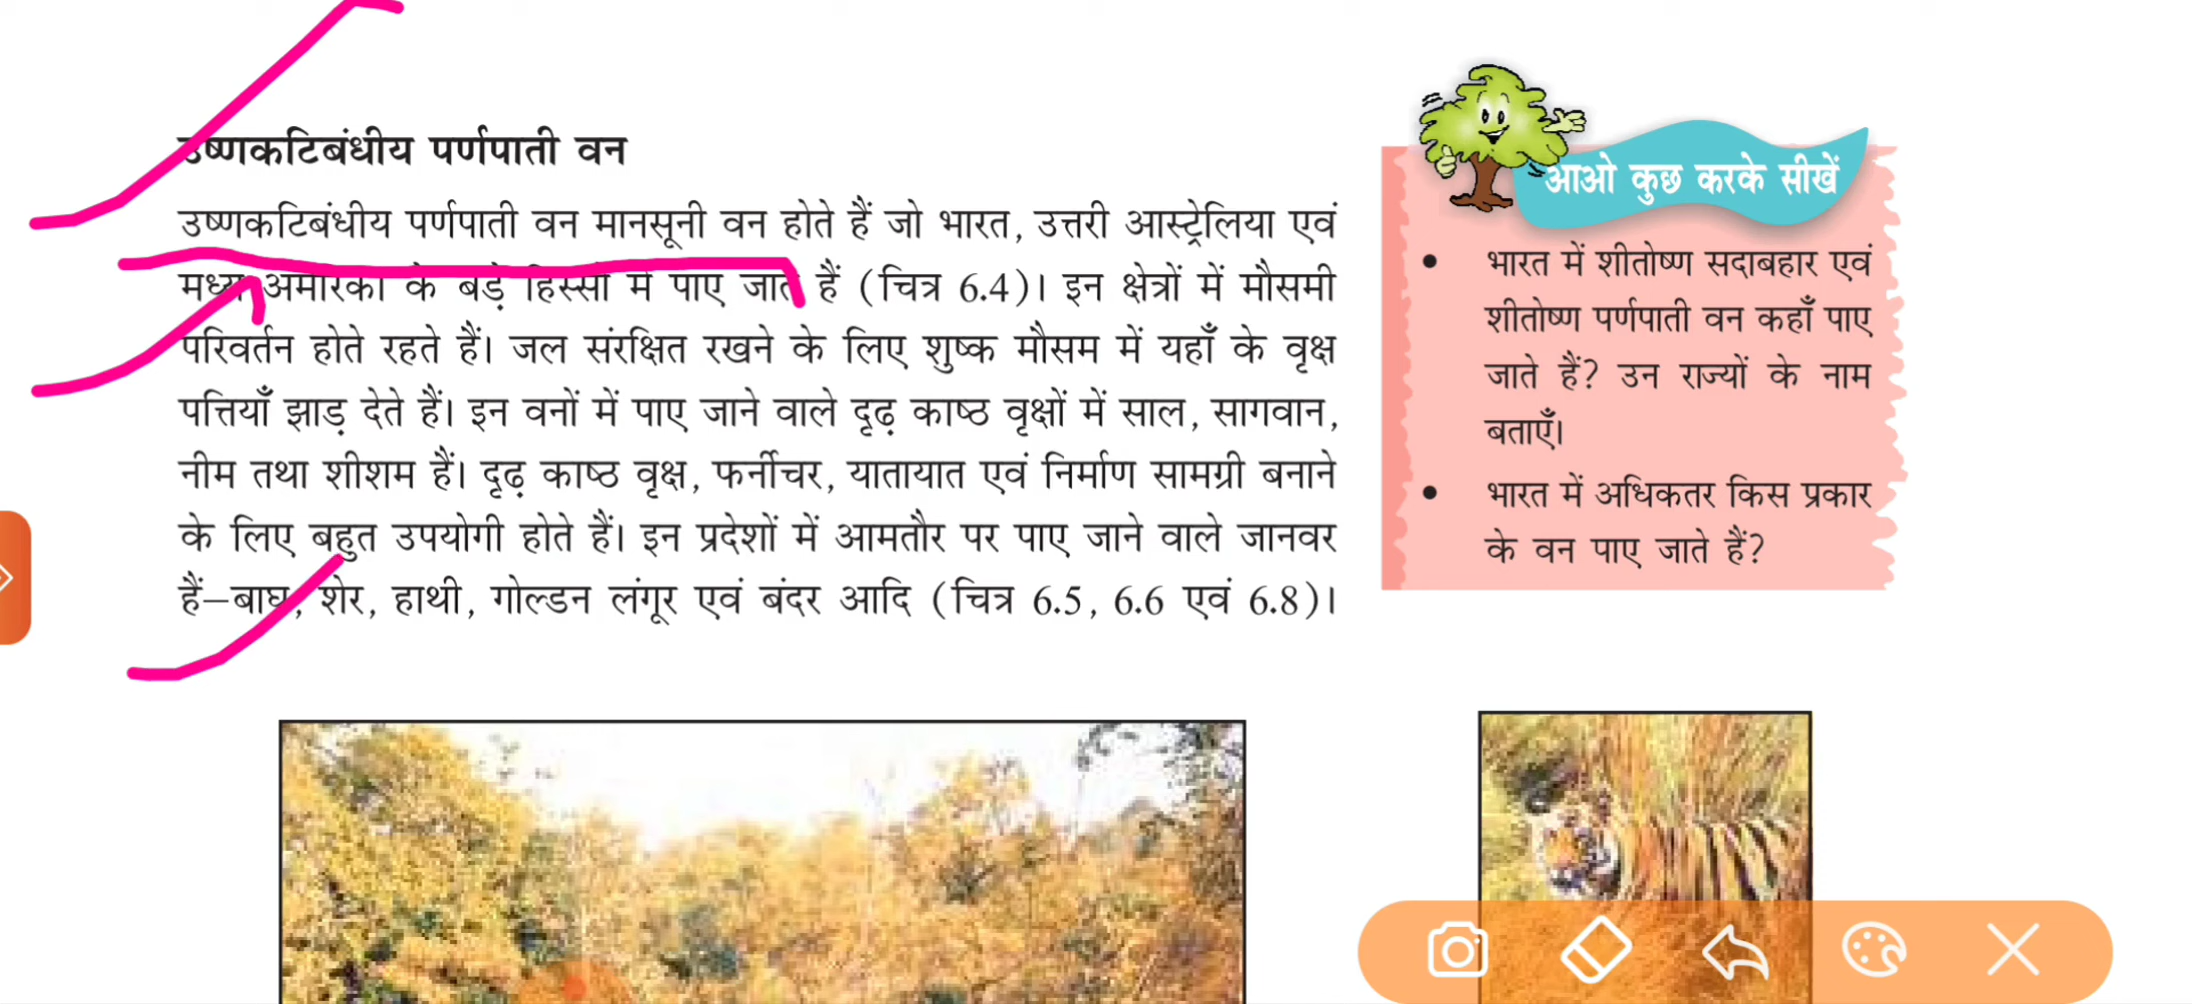 उष्णकटिबंधीय पर्णपाती वन
उष्णकटिबंधीय पर्णपाती वन मानसूनी वन होते हैं जो भारत, उत्तरी आस्ट्रेलिया एवं
मध्य अमेरिका के बड़े हिस्सों में पाए जाते हैं (चित्र 6.4)। इन क्षेत्रों में मौसमी
परिवर्तन होते रहते हैं। जल संरक्षित रखने के लिए शुष्क मौसम में यहाँ के वृक्ष
पत्तियाँ झाड़ देते हैं। इन वनों में पाए जाने वाले दृढ़ काष्ठ वृक्षों में साल, सागवान,
नीम तथा शीशम हैं। दृढ़ काष्ठ वृक्ष, फर्नीचर, यातायात एवं निर्माण सामग्री बनाने
के लिए बहुत उपयोगी होते हैं। इन प्रदेशों में आमतौर पर पाए जाने वाले जानवर
हैं–बाघ, शेर, हाथी, गोल्डन लंगूर एवं बंदर आदि (चित्र 6.5, 6.6 एवं 6.8)।
आओ कुछ करके सीखें
• भारत में शीतोष्ण सदाबहार एवं
शीतोष्ण पर्णपाती वन कहाँ पाए
जाते हैं? उन राज्यों के नाम
बताएँ।
• भारत में अधिकतर किस प्रकार
के वन पाए जाते हैं?